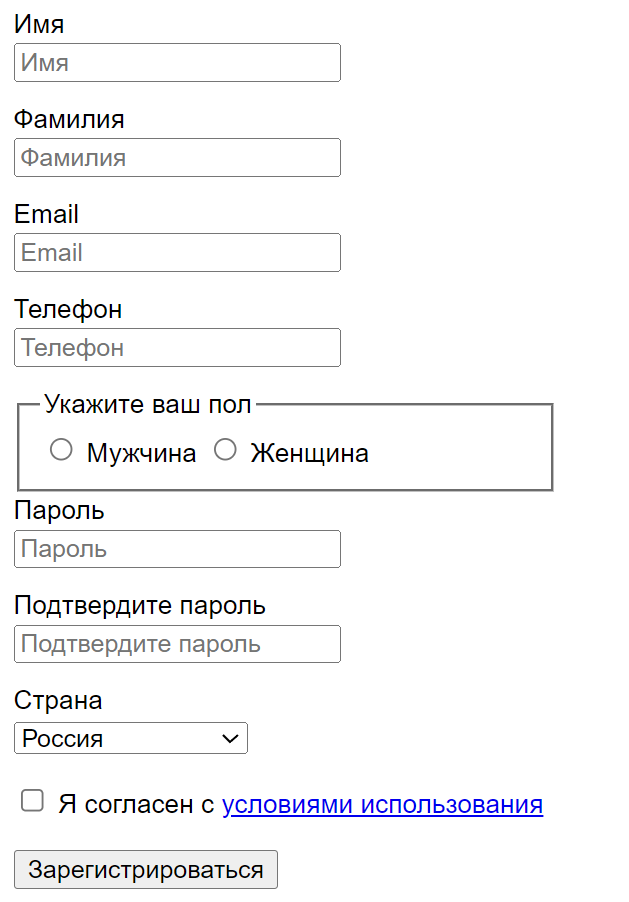 Имя
Имя
Фамилия
Фамилия
Email
Email
Телефон
Телефон
Укажите ваш пол
Мужчина Женщина
Пароль
Пароль
Подтвердите пароль
Подтвердите пароль
Страна
Россия
Я согласен с условиями использования
Зарегистрироваться